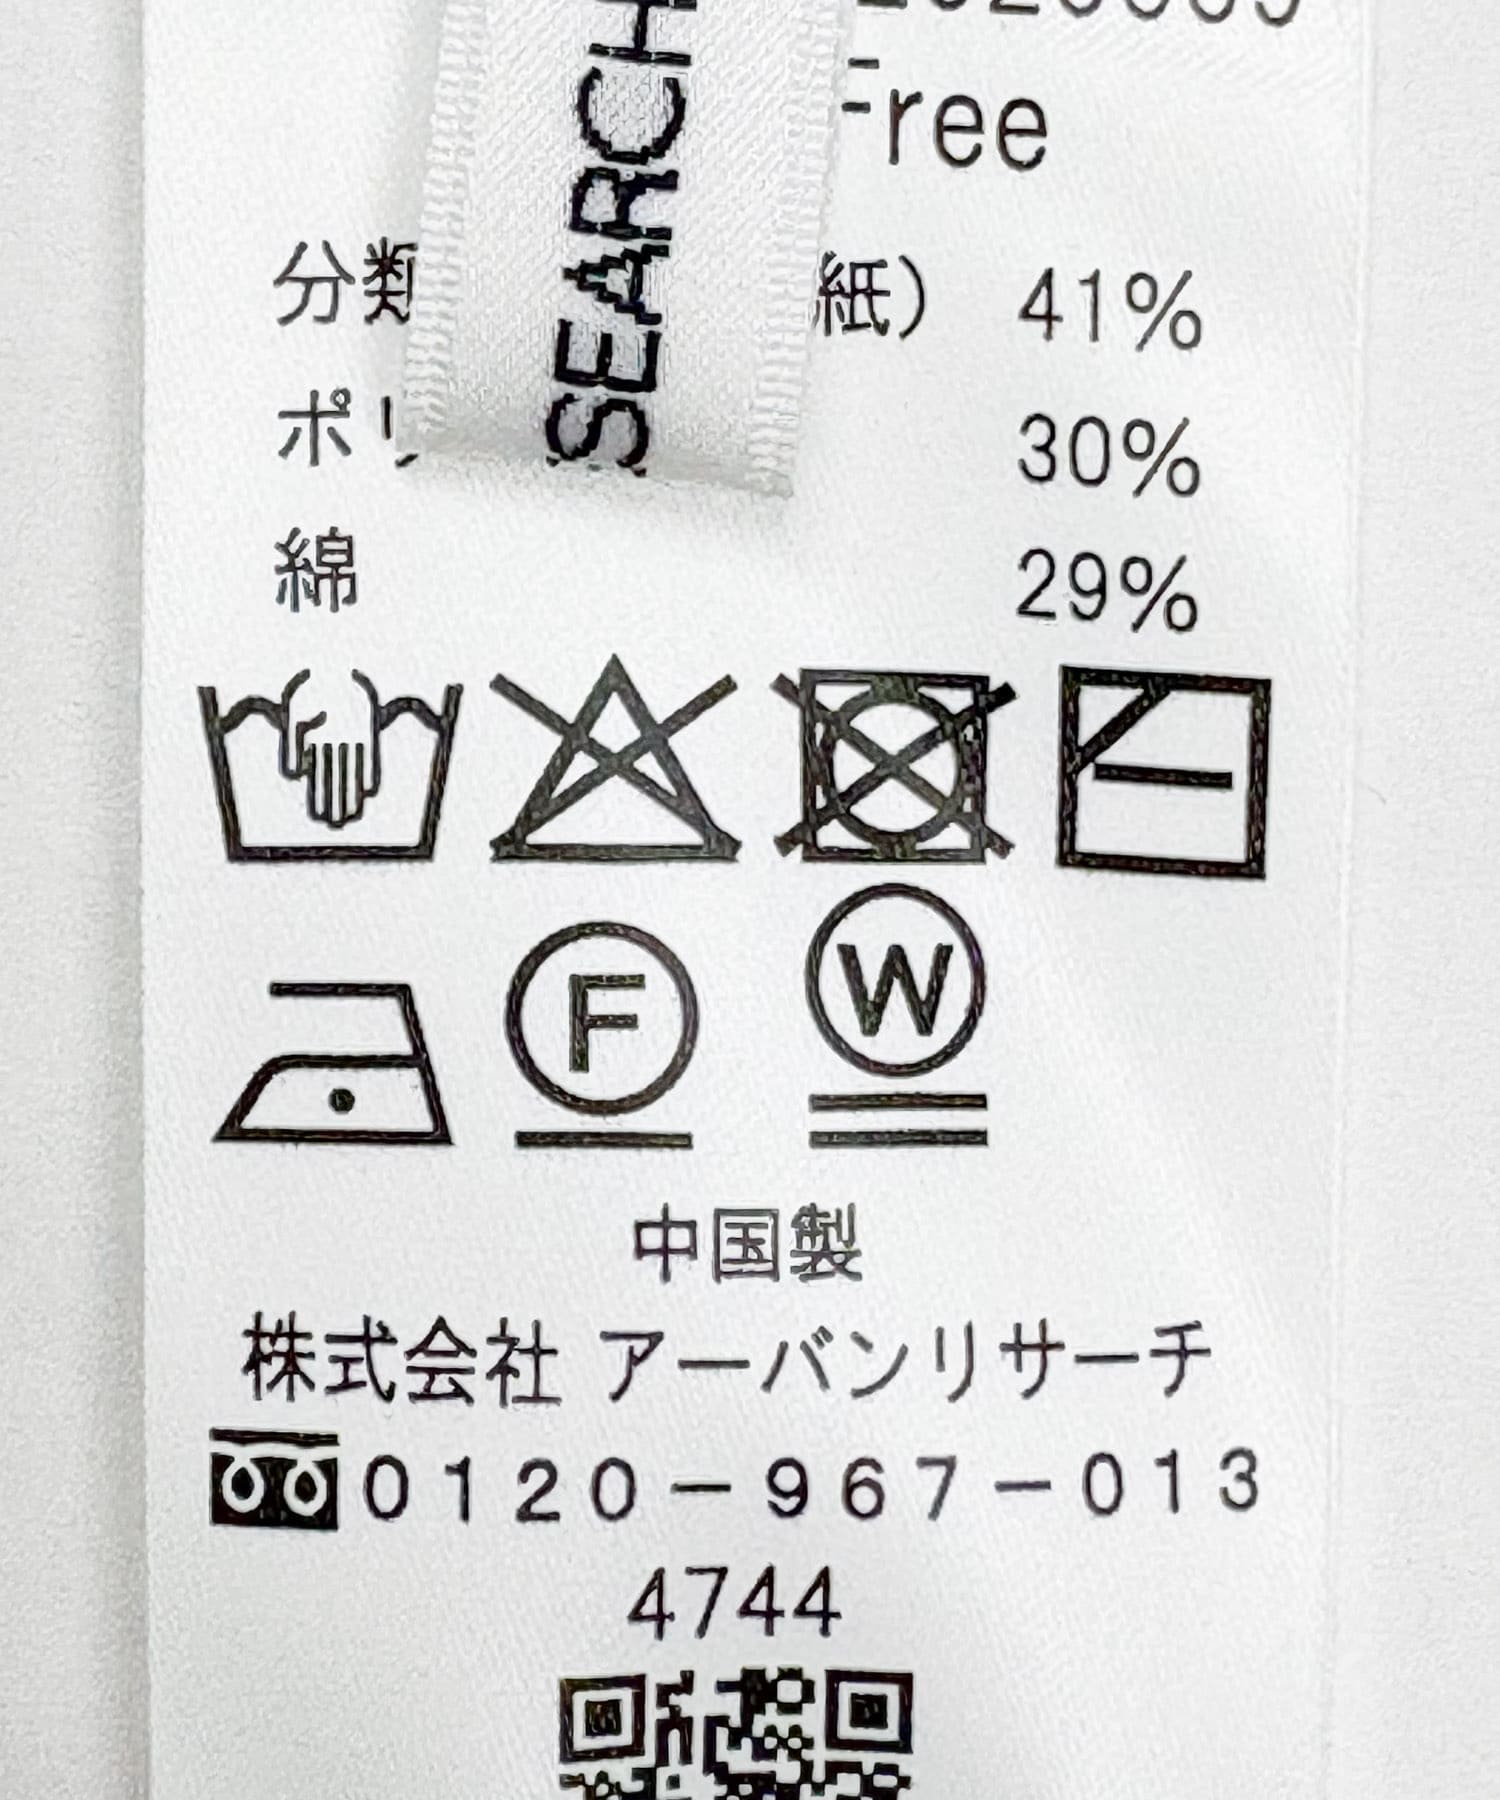 Free
SEARCH
分類 紙） 41%
ポリ 30%
綿 29%
F
W
中国製
株式会社 アーバンリサーチ
0120-967-013
4744